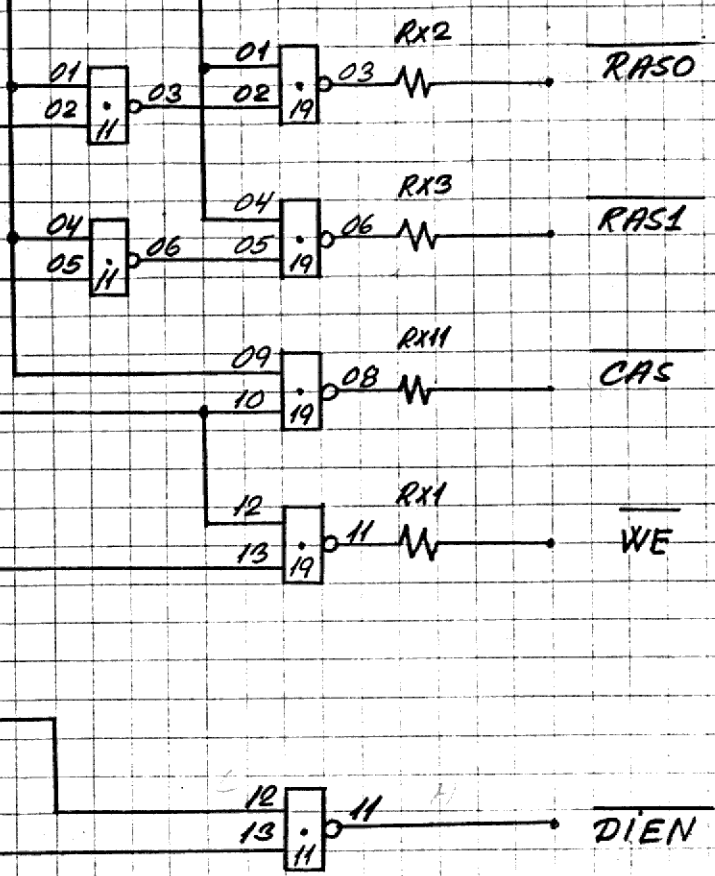 RX2
01 01 RAS0
02 03 02 03
11 19
RX3
04 RAS1
04 06
05 06 05
11 19
RX11
09 CAS
08
10 19
RX1
12 WE
11
13 19
12 11
13 DIEN
11